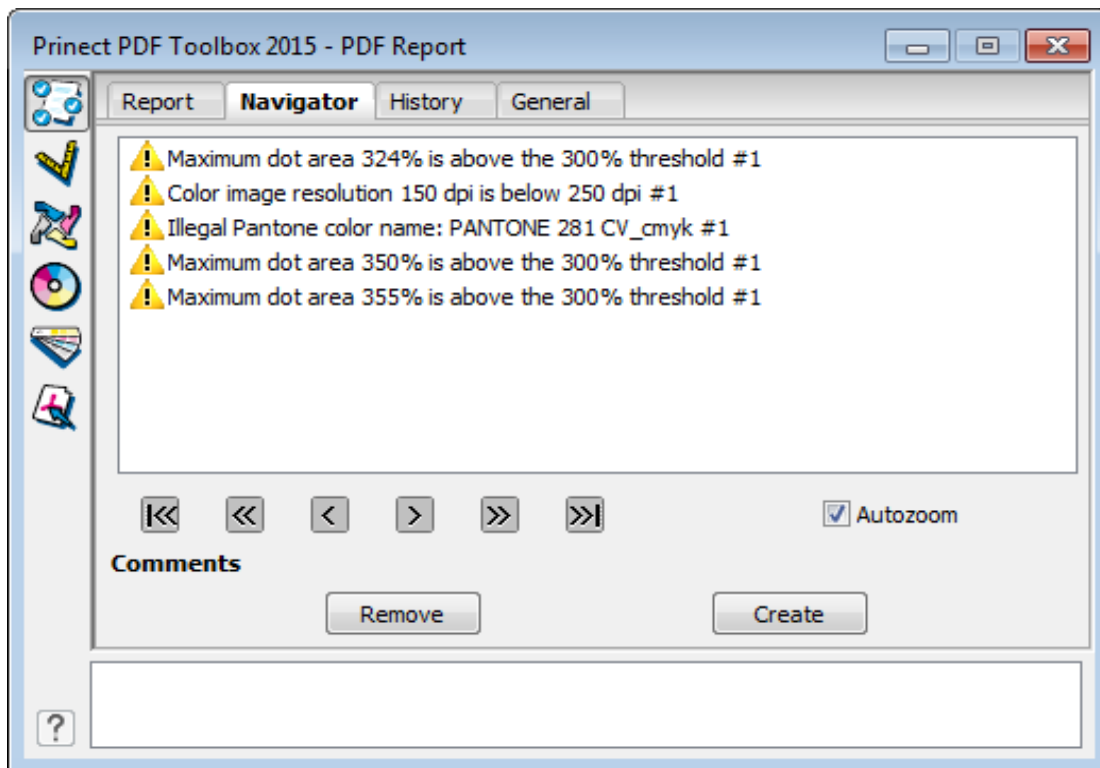 Prinect PDF Toolbox 2015 - PDF Report
Report Navigator History General
Maximum dot area 324% is above the 300% threshold #1
Color image resolution 150 dpi is below 250 dpi #1
Illegal Pantone color name: PANTONE 281 CV_cmyk #1
Maximum dot area 350% is above the 300% threshold #1
Maximum dot area 355% is above the 300% threshold #1
Autozoom
Comments
Remove Create
?